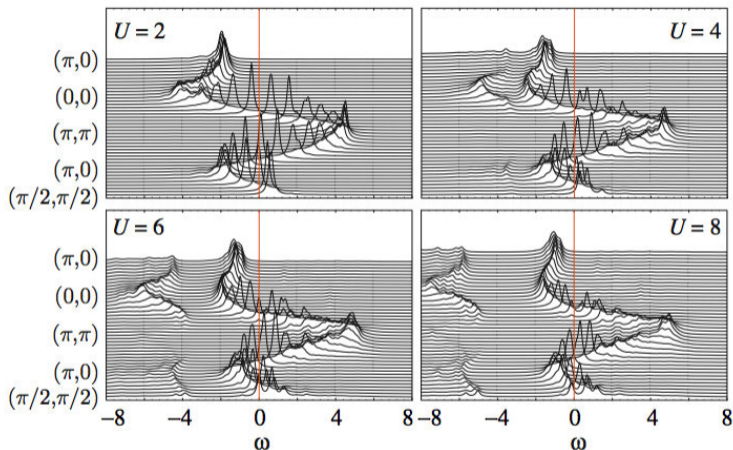 U = 2
U = 4
(π,0)
(0,0)
(π,π)
(π,0)
(π/2,π/2)
U = 6
U = 8
(π,0)
(0,0)
(π,π)
(π,0)
(π/2,π/2)
−8 −4 0 4 8
−8 −4 0 4 8
ω
ω